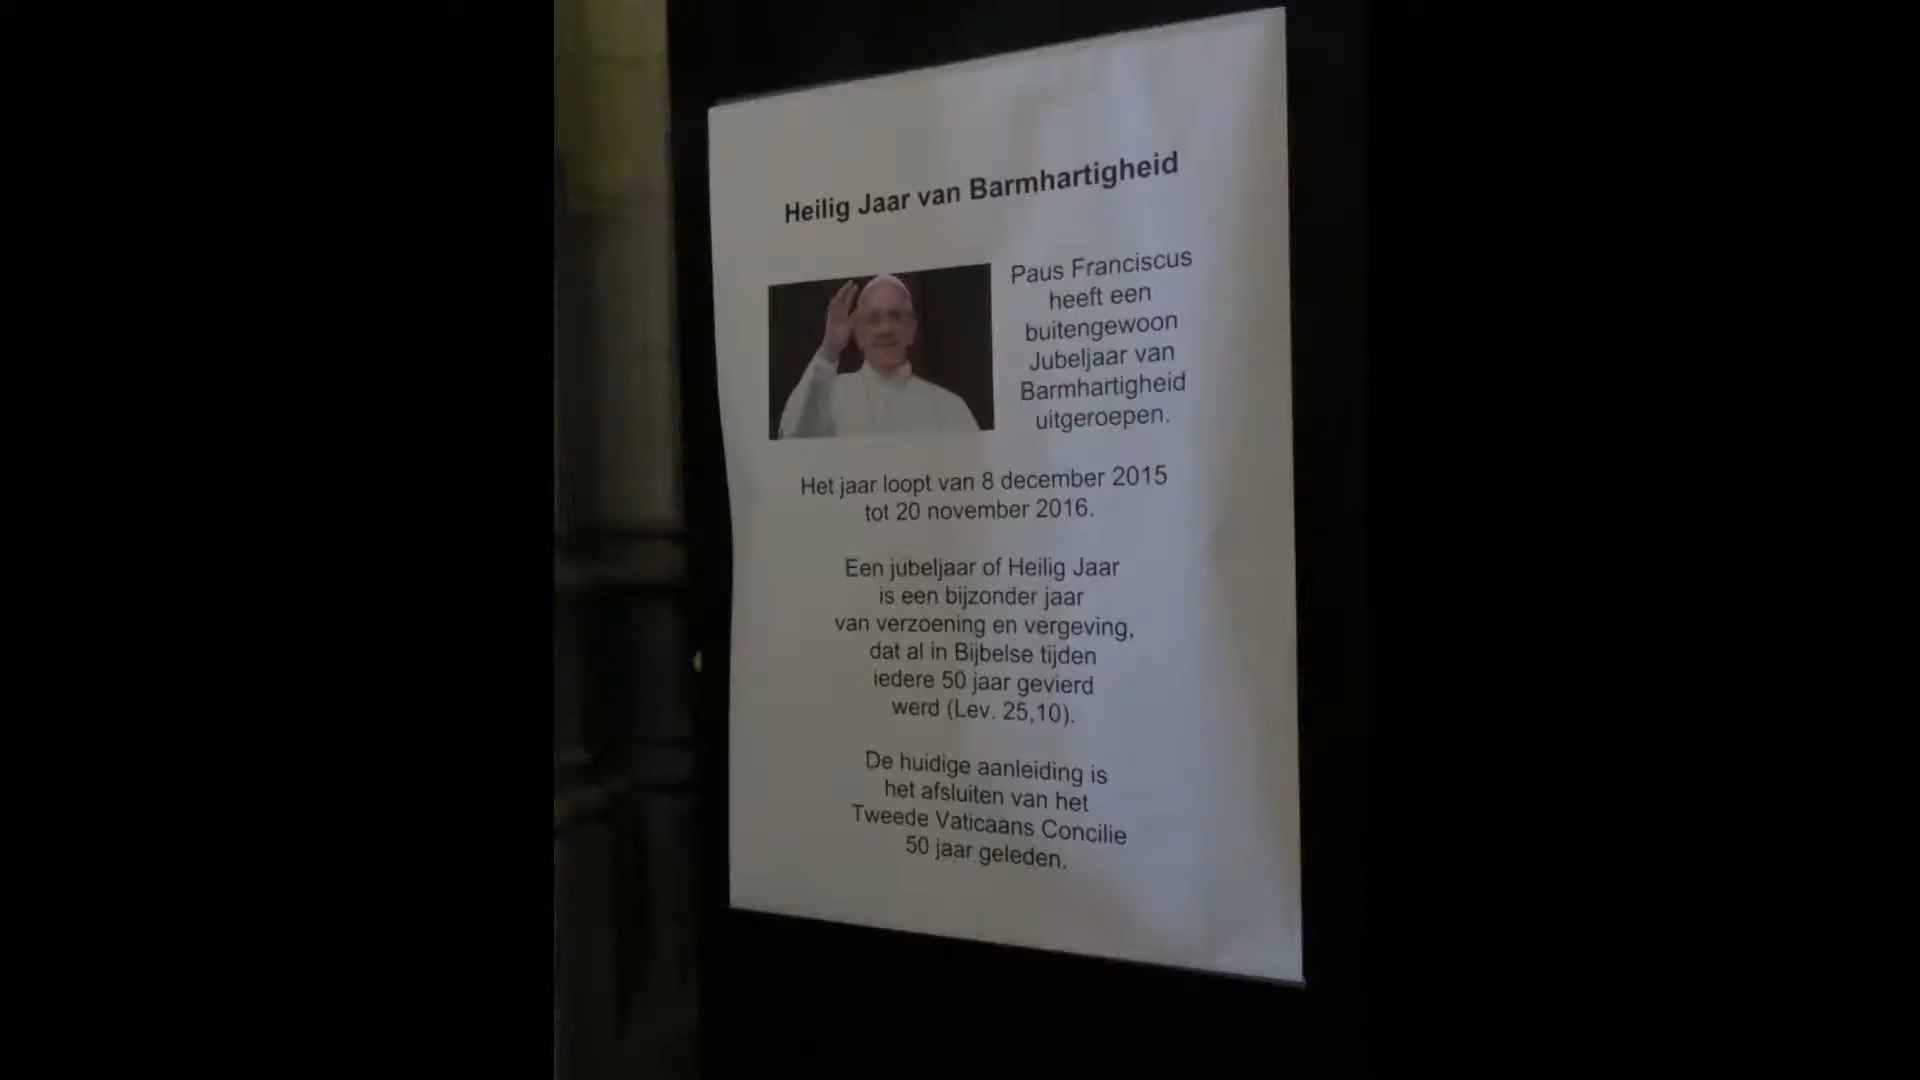 Heilig Jaar van Barmhartigheid
Paus Franciscus
heeft een
buitengewoon
Jubeljaar van
Barmhartigheid
uitgeroepen.
Het jaar loopt van 8 december 2015
tot 20 november 2016.
Een jubeljaar of Heilig Jaar
is een bijzonder jaar
van verzoening en vergeving,
dat al in Bijbelse tijden
iedere 50 jaar gevierd
werd (Lev. 25,10).
De huidige aanleiding is
het afsluiten van het
Tweede Vaticaans Concilie
50 jaar geleden.